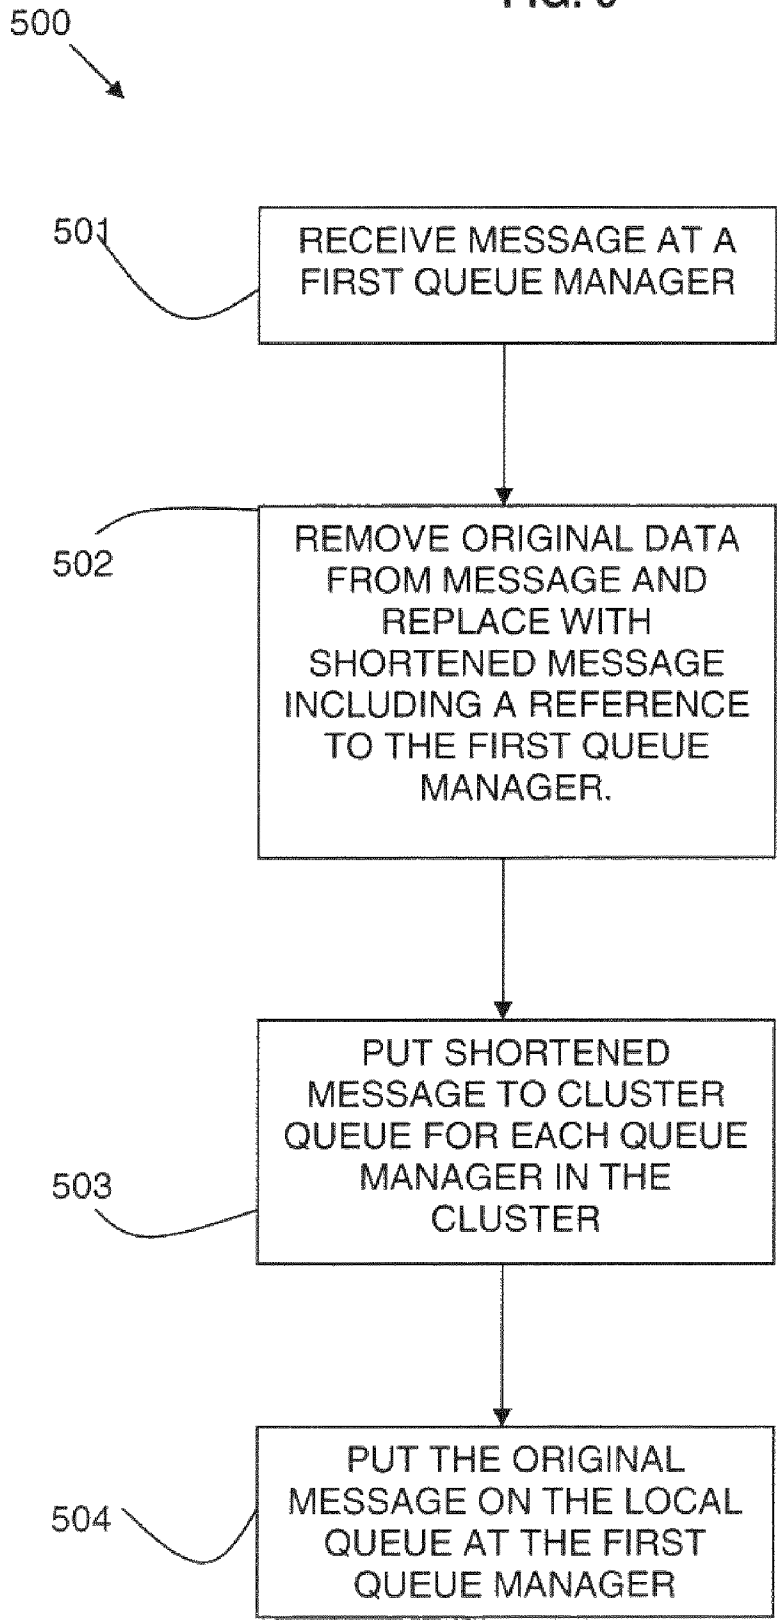 500
501
RECEIVE MESSAGE AT A
FIRST QUEUE MANAGER
502
REMOVE ORIGINAL DATA
FROM MESSAGE AND
REPLACE WITH
SHORTENED MESSAGE
INCLUDING A REFERENCE
TO THE FIRST QUEUE
MANAGER.
503
PUT SHORTENED
MESSAGE TO CLUSTER
QUEUE FOR EACH QUEUE
MANAGER IN THE
CLUSTER
504
PUT THE ORIGINAL
MESSAGE ON THE LOCAL
QUEUE AT THE FIRST
QUEUE MANAGER